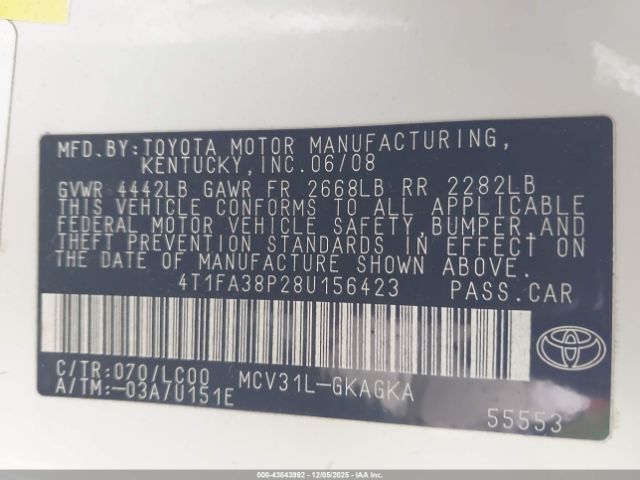 MFD.BY:TOYOTA MOTOR MANUFACTURING,
KENTUCKY,INC.06/08
GVWR 4442LB GAWR FR 2668LB RR 2282LB
THIS VEHICLE CONFORMS TO ALL APPLICABLE
FEDERAL MOTOR VEHICLE SAFETY,BUMPER,AND
THEFT PREVENTION STANDARDS IN EFFECT ON
THE DATE OF MANUFACTURE SHOWN ABOVE.
4T1FA38P28U156423 PASS.CAR
C/TR:070/LC00 MCV31L-GKAGKA
A/TM:-03A/U151E
55553
TOYOTA
000-43843992 | 12/05/2025 - IAAI.CA